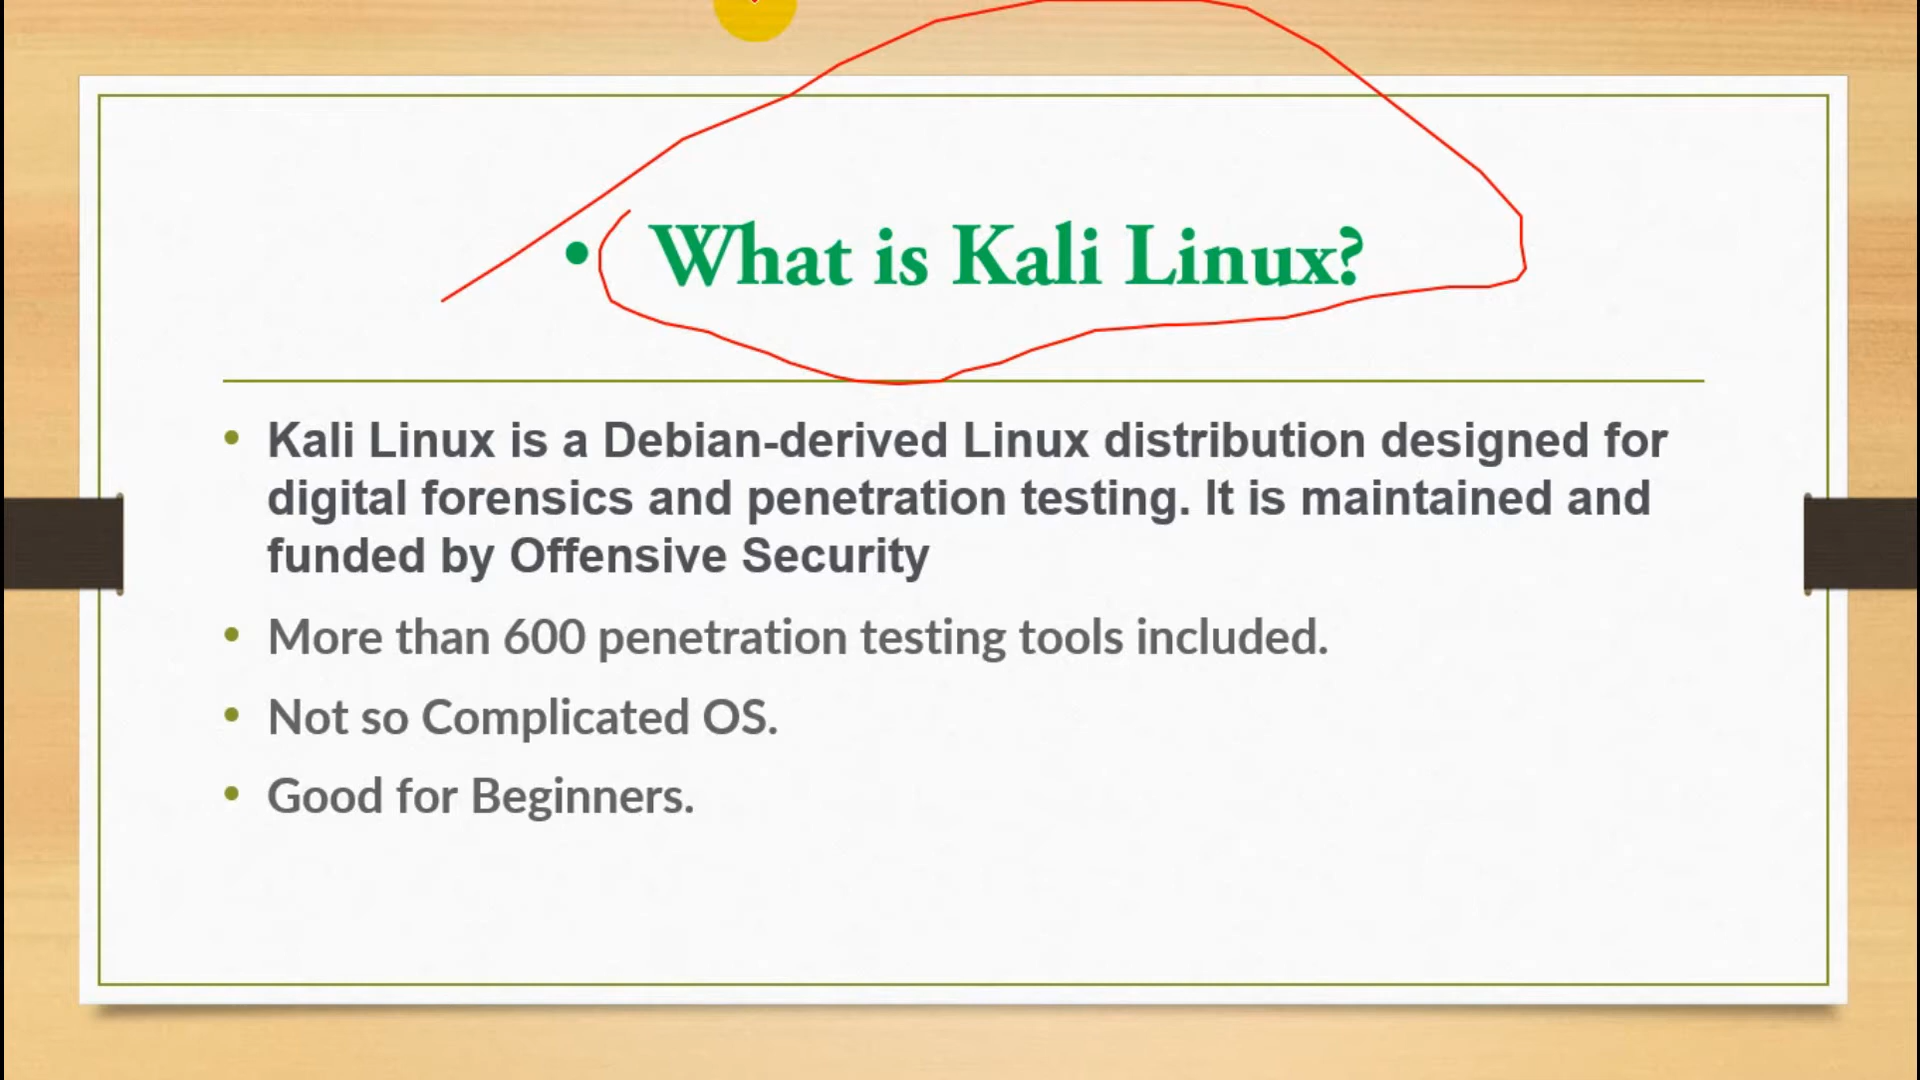 • What is Kali Linux?
• Kali Linux is a Debian-derived Linux distribution designed for
digital forensics and penetration testing. It is maintained and
funded by Offensive Security
• More than 600 penetration testing tools included.
• Not so Complicated OS.
• Good for Beginners.